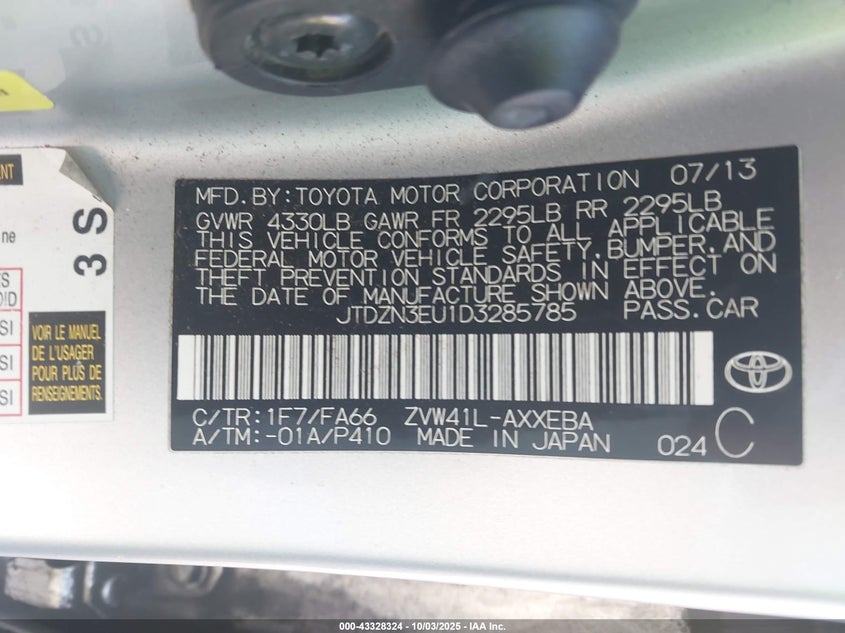 MFD.BY:TOYOTA MOTOR CORPORATION 07/13
GVWR 4330LB GAWR FR 2295LB RR 2295LB
THIS VEHICLE CONFORMS TO ALL APPLICABLE
FEDERAL MOTOR VEHICLE SAFETY,BUMPER,AND
THEFT PREVENTION STANDARDS IN EFFECT ON
THE DATE OF MANUFACTURE SHOWN ABOVE.
JTDZN3EU1D3285785 PASS.CAR
C/TR:1F7/FA66 ZVW41L-AXXEBA
A/TM:-01A/P410 MADE IN JAPAN 024 C
3 S
VOIR LE MANUEL
DE L'USAGER
POUR PLUS DE
RENSEIGNEMENTS.
SI
SI
SI
000-43328324 | 10/03/2025 - IAA Inc.